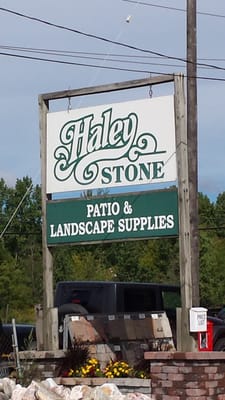 Haley
STONE
PATIO &
LANDSCAPE SUPPLIES